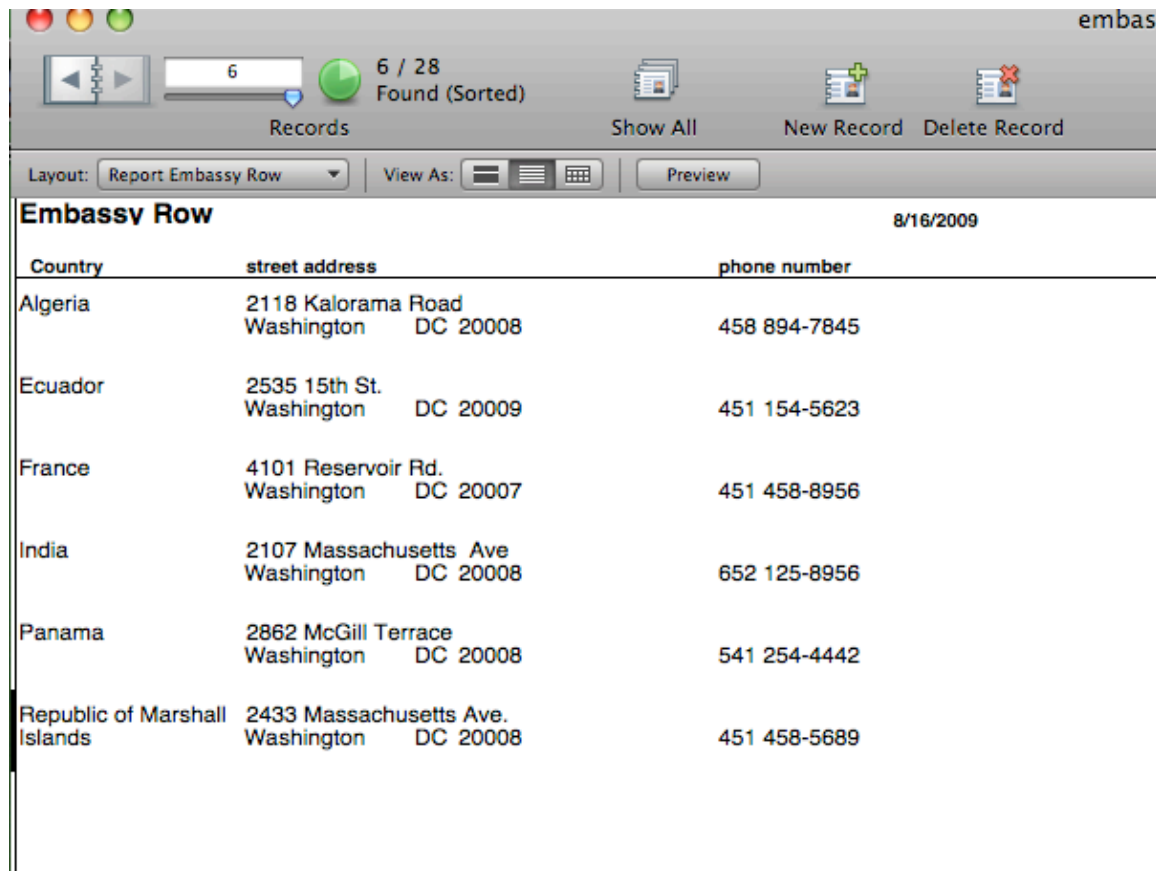 embas
6
6 / 28
Found (Sorted)
Records
Show All
New Record
Delete Record
Layout: Report Embassy Row
View As:
Preview
Embassy Row
8/16/2009
Country street address phone number
Algeria 2118 Kalorama Road
Washington DC 20008 458 894-7845
Ecuador 2535 15th St.
Washington DC 20009 451 154-5623
France 4101 Reservoir Rd.
Washington DC 20007 451 458-8956
India 2107 Massachusetts Ave
Washington DC 20008 652 125-8956
Panama 2862 McGill Terrace
Washington DC 20008 541 254-4442
Republic of Marshall 2433 Massachusetts Ave.
Islands Washington DC 20008 451 458-5689